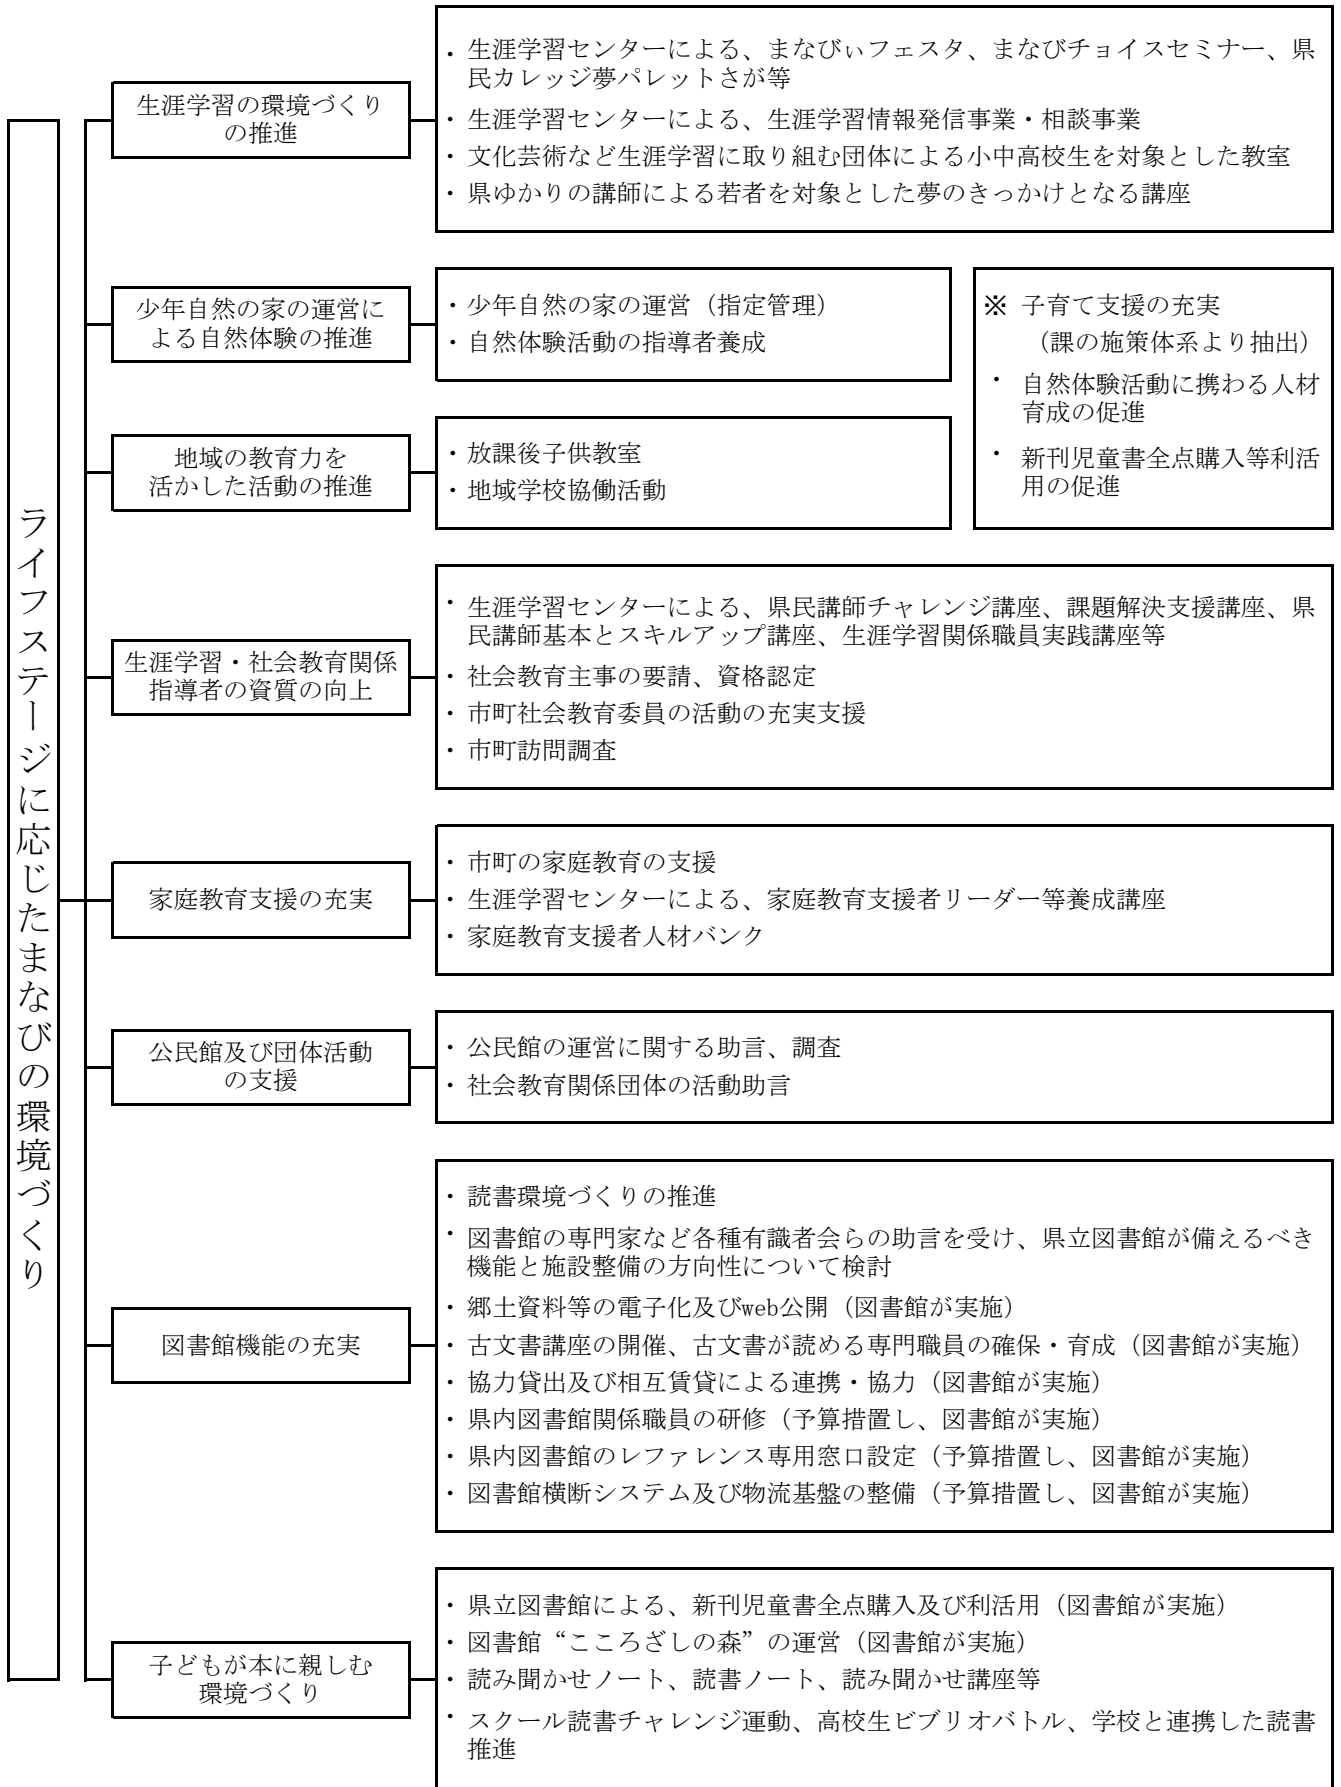 ライフステージに応じたまなびの環境づくり
生涯学習の環境づくり
の推進
・ 生涯学習センターによる、まなびぃフェスタ、まなびチョイスセミナー、県
民カレッジ夢パレットさが等
・ 生涯学習センターによる、生涯学習情報発信事業・相談事業
・ 文化芸術など生涯学習に取り組む団体による小中高校生を対象とした教室
・ 県ゆかりの講師による若者を対象とした夢のきっかけとなる講座
少年自然の家の運営に
よる自然体験の推進
・ 少年自然の家の運営（指定管理）
・ 自然体験活動の指導者養成
※ 子育て支援の充実
（課の施策体系より抽出）
・ 自然体験活動に携わる人材
育成の促進
・ 新刊児童書全点購入等利活
用の促進
地域の教育力を
活かした活動の推進
・ 放課後子供教室
・ 地域学校協働活動
生涯学習・社会教育関係
指導者の資質の向上
・ 生涯学習センターによる、県民講師チャレンジ講座、課題解決支援講座、県
民講師基本とスキルアップ講座、生涯学習関係職員実践講座等
・ 社会教育主事の要請、資格認定
・ 市町社会教育委員の活動の充実支援
・ 市町訪問調査
家庭教育支援の充実
・ 市町の家庭教育の支援
・ 生涯学習センターによる、家庭教育支援者リーダー等養成講座
・ 家庭教育支援者人材バンク
公民館及び団体活動
の支援
・ 公民館の運営に関する助言、調査
・ 社会教育関係団体の活動助言
図書館機能の充実
・ 読書環境づくりの推進
・ 図書館の専門家など各種有識者会らの助言を受け、県立図書館が備えるべき
機能と施設整備の方向性について検討
・ 郷土資料等の電子化及びweb公開（図書館が実施）
・ 古文書講座の開催、古文書が読める専門職員の確保・育成（図書館が実施）
・ 協力貸出及び相互賃貸による連携・協力（図書館が実施）
・ 県内図書館関係職員の研修（予算措置し、図書館が実施）
・ 県内図書館のレファレンス専用窓口設定（予算措置し、図書館が実施）
・ 図書館横断システム及び物流基盤の整備（予算措置し、図書館が実施）
子どもが本に親しむ
環境づくり
・ 県立図書館による、新刊児童書全点購入及び利活用（図書館が実施）
・ 図書館“こころざしの森”の運営（図書館が実施）
・ 読み聞かせノート、読書ノート、読み聞かせ講座等
・ スクール読書チャレンジ運動、高校生ビブリオバトル、学校と連携した読書
推進